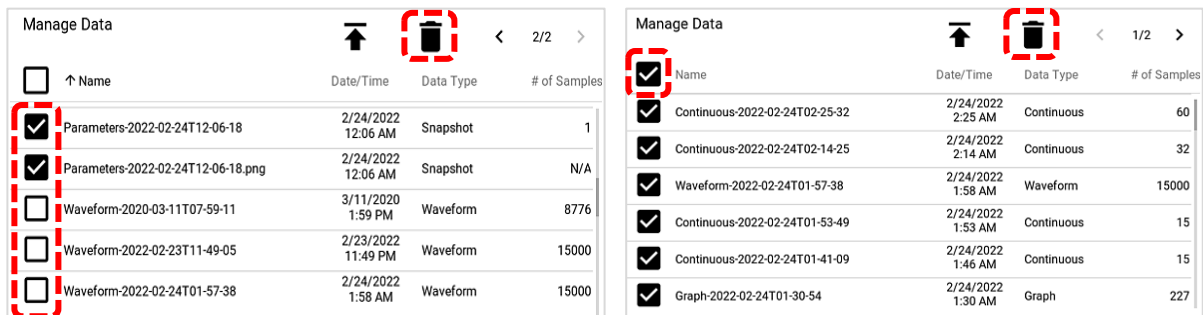 Manage Data
2/2
↑ Name Date/Time Data Type # of Samples
Parameters-2022-02-24T12-06-18 2/24/2022 12:06 AM Snapshot 1
Parameters-2022-02-24T12-06-18.png 2/24/2022 12:06 AM Snapshot N/A
Waveform-2020-03-11T07-59-11 3/11/2020 1:59 PM Waveform 8776
Waveform-2022-02-23T11-49-05 2/23/2022 11:49 PM Waveform 15000
Waveform-2022-02-24T01-57-38 2/24/2022 1:58 AM Waveform 15000
Manage Data
1/2
Name Date/Time Data Type # of Samples
Continuous-2022-02-24T02-25-32 2/24/2022 2:25 AM Continuous 60
Continuous-2022-02-24T02-14-25 2/24/2022 2:14 AM Continuous 32
Waveform-2022-02-24T01-57-38 2/24/2022 1:58 AM Waveform 15000
Continuous-2022-02-24T01-53-49 2/24/2022 1:53 AM Continuous 15
Continuous-2022-02-24T01-41-09 2/24/2022 1:46 AM Continuous 15
Graph-2022-02-24T01-30-54 2/24/2022 1:30 AM Graph 227